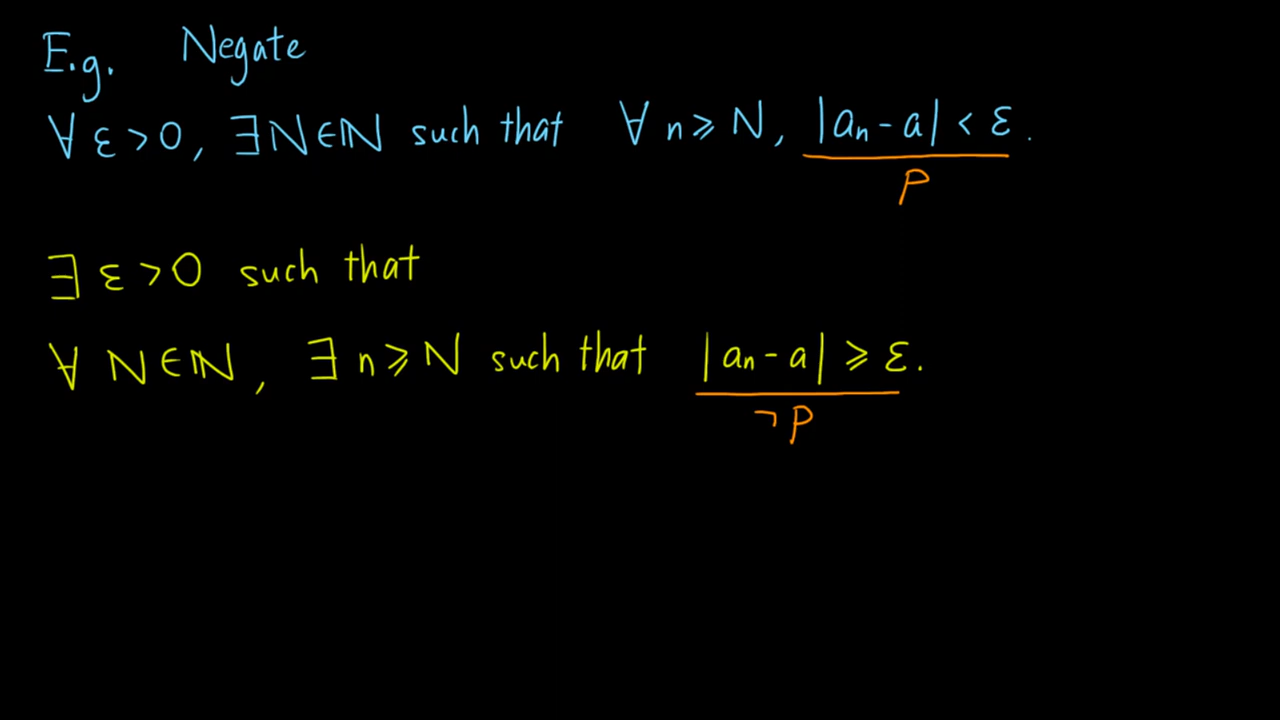 E.g. Negate
∀ ε > 0, ∃ N ∈ ℕ such that ∀ n ⩾ N, |aₙ - a| < ε.
P
∃ ε > 0 such that
∀ N ∈ ℕ, ∃ n ⩾ N such that |aₙ - a| ⩾ ε.
¬P